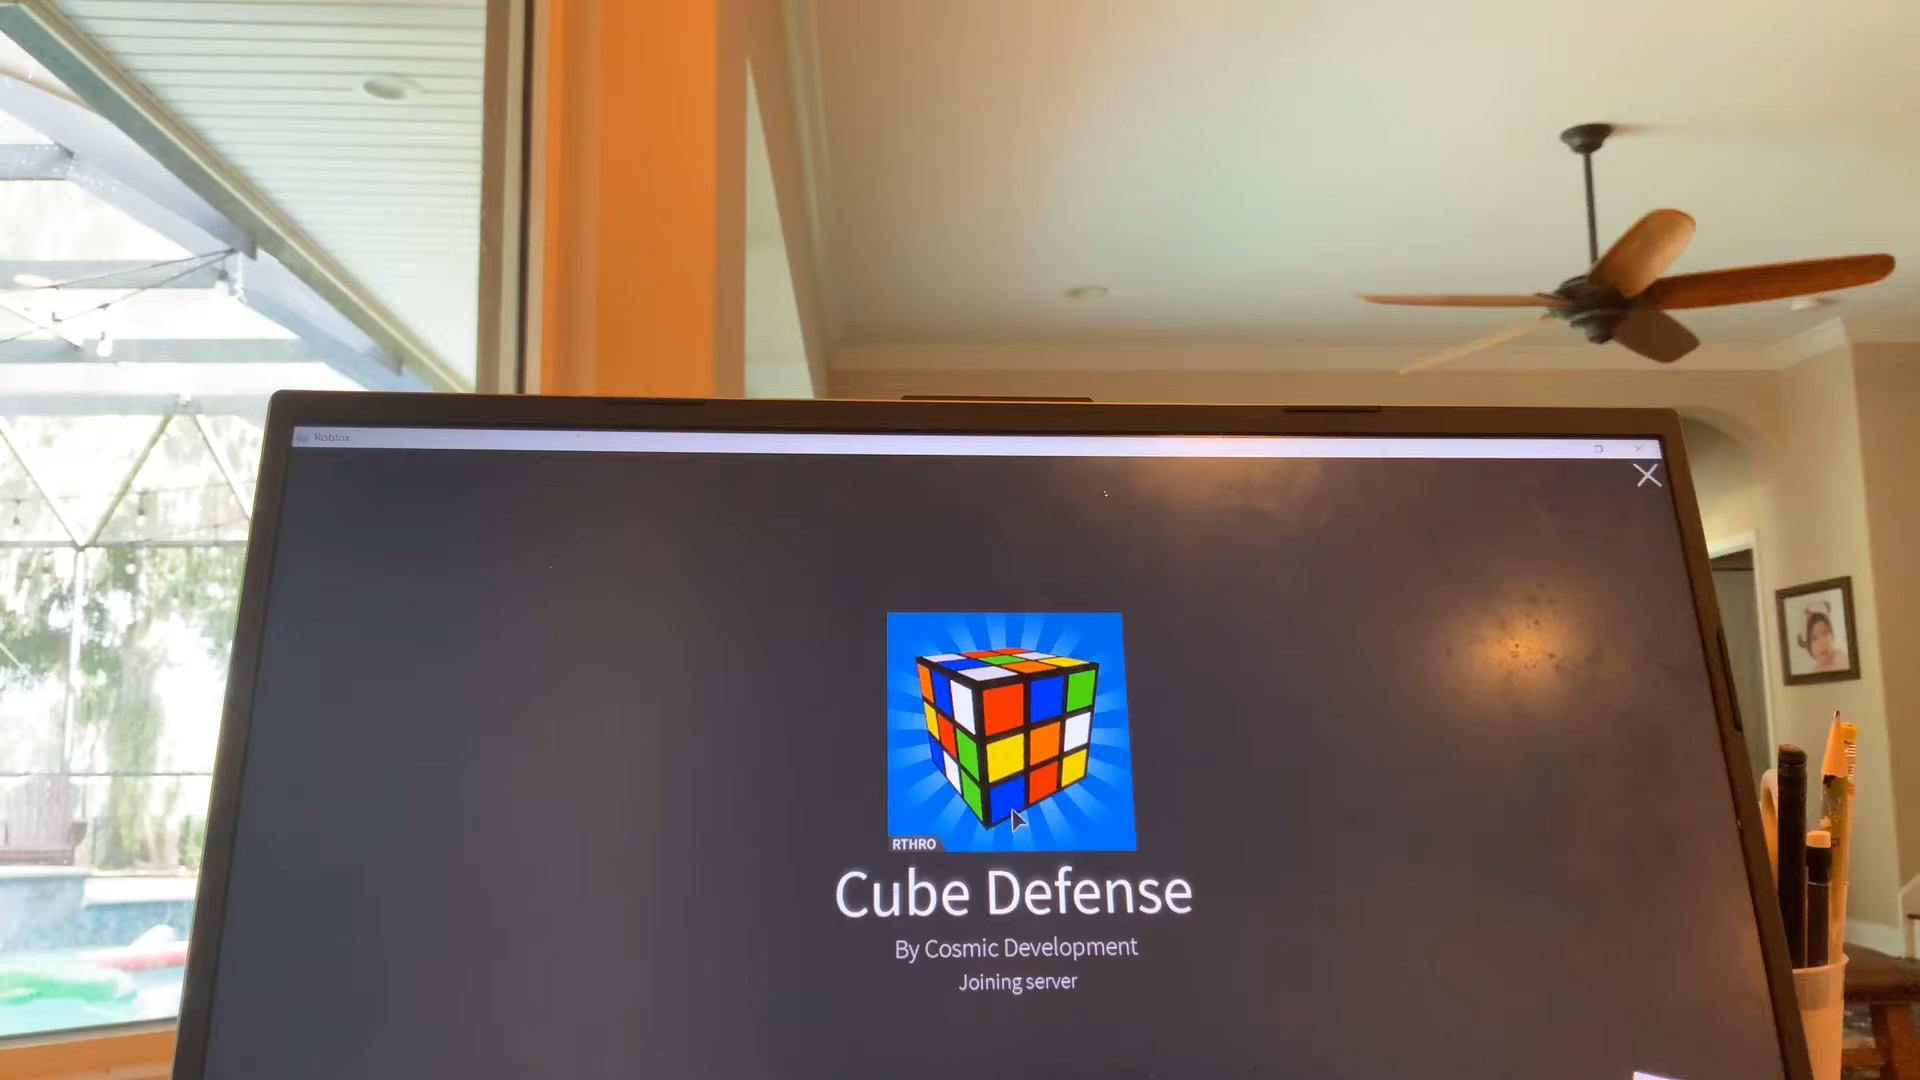 Roblox
RTHRO
Cube Defense
By Cosmic Development
Joining server